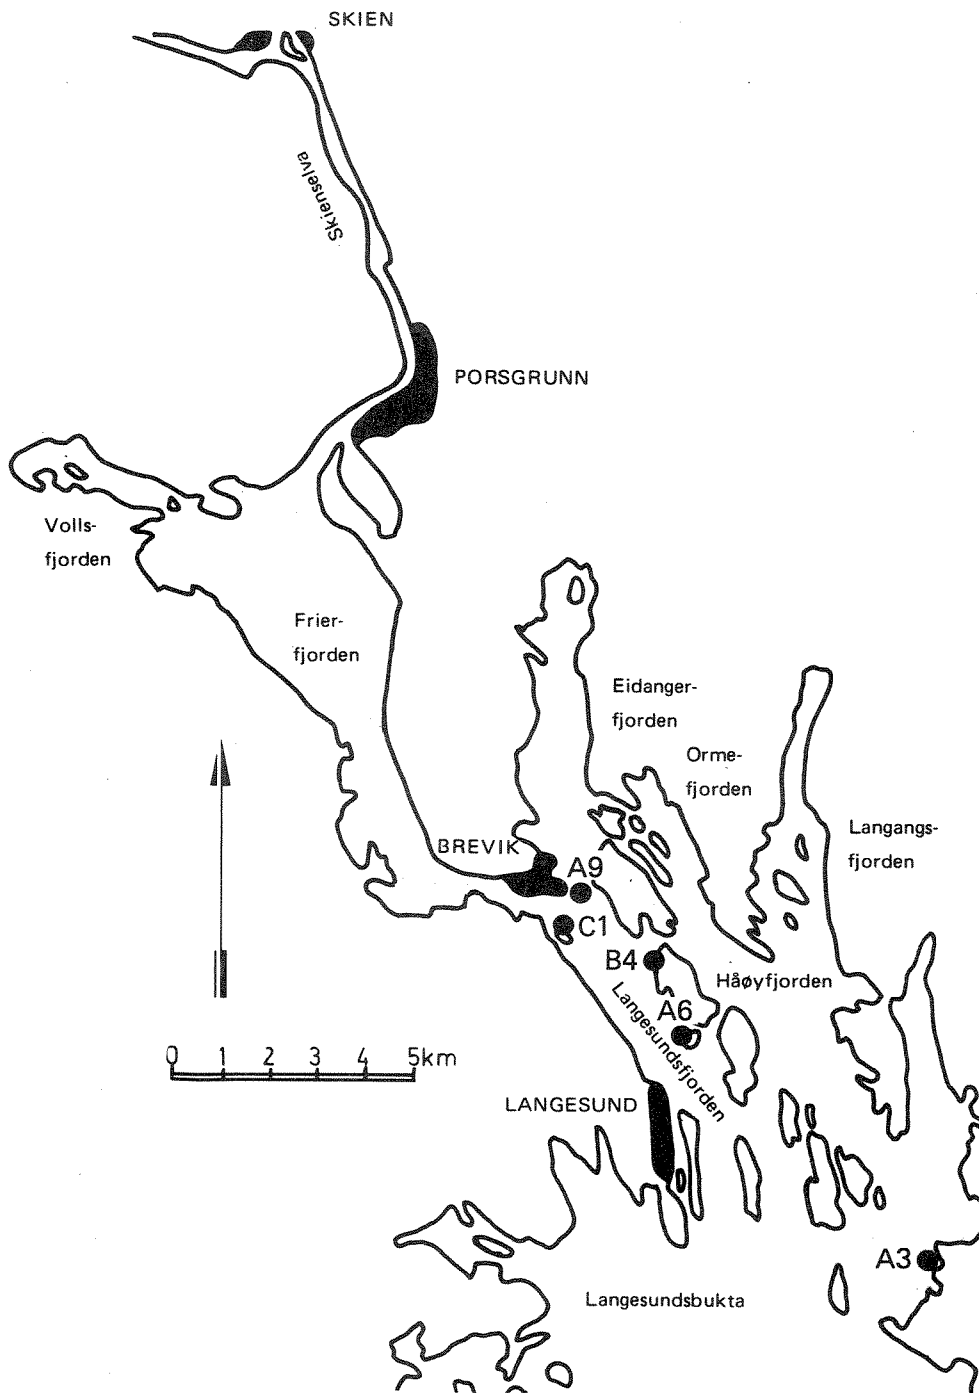 SKIEN
Skienselva
PORSGRUNN
Volls-
fjorden
Frier-
fjorden
Eidanger-
fjorden
Orme-
fjorden
Langangs-
fjorden
BREVIK
A9
C1
B4
Håøyfjorden
A6
Langesundsfjorden
0 1 2 3 4 5km
LANGESUND
A3
Langesundsbukta